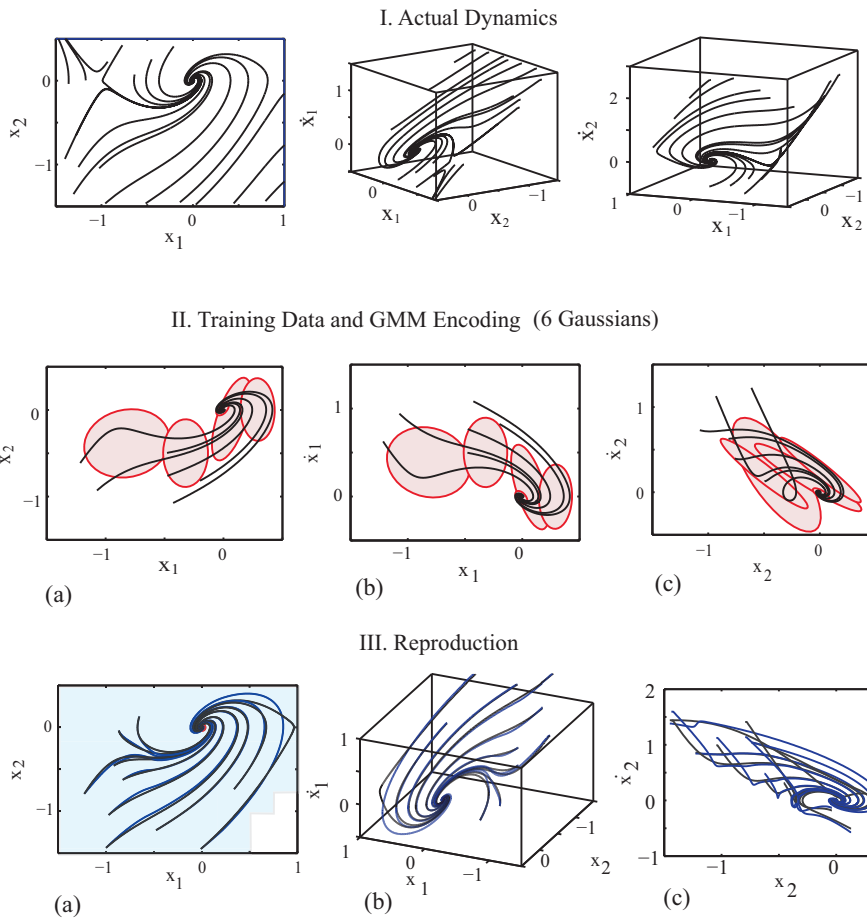 I. Actual Dynamics
x2
0
−1
−1
0
1
x1
ẋ1
1
0
0
x1
0
−1
x2
ẋ2
2
0
1
0
−1
x1
0
−1
x2
II. Training Data and GMM Encoding (6 Gaussians)
x2
0
−1
−1
0
x1
(a)
ẋ1
1
0
−1
0
x1
(b)
ẋ2
1
0
−1
0
x2
(c)
III. Reproduction
x2
0
−1
−1
0
1
x1
(a)
ẋ1
1
0
1
0
−1
x1
0
−1
x2
(b)
ẋ2
2
1
0
−1
−1
0
x2
(c)